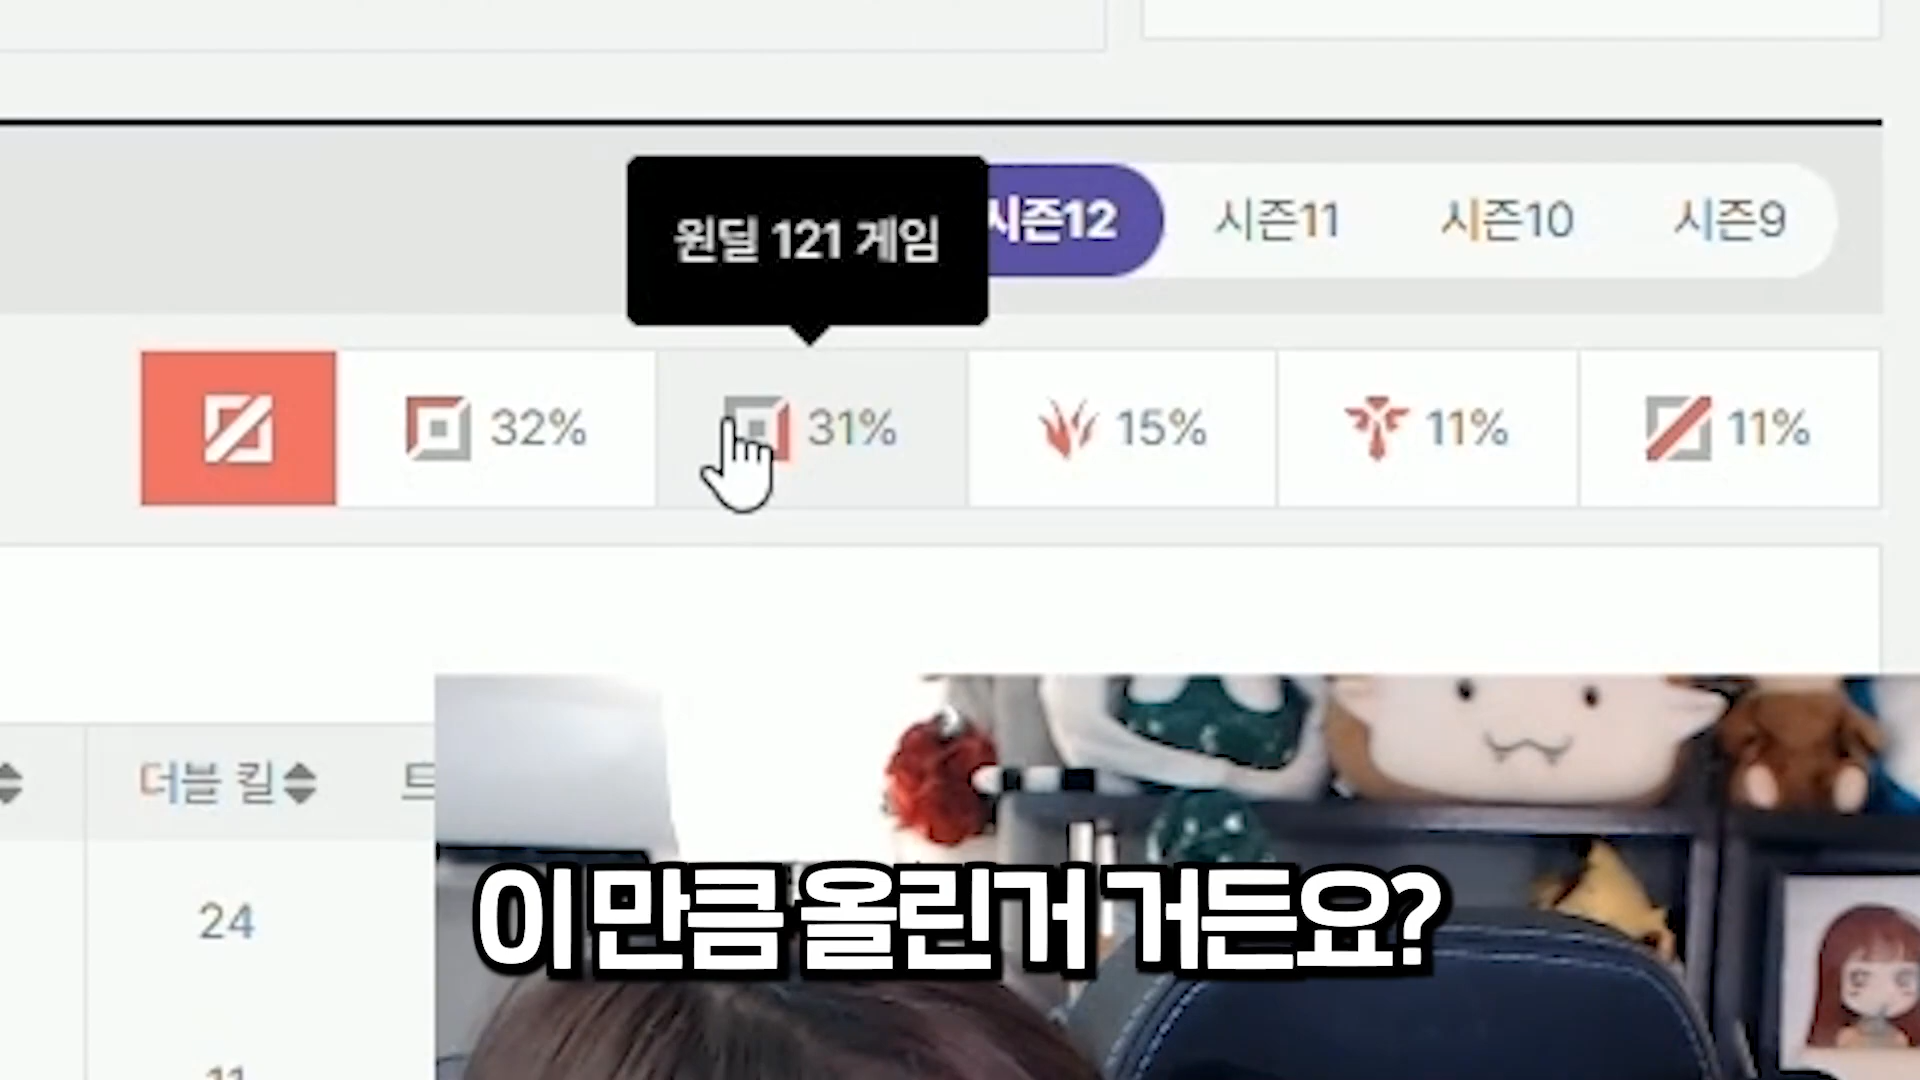 원딜 121 게임
시즌12 시즌11 시즌10 시즌9
32% 31% 15% 11% 11%
더블 킬
24
이 만큼 올린거 거든요?